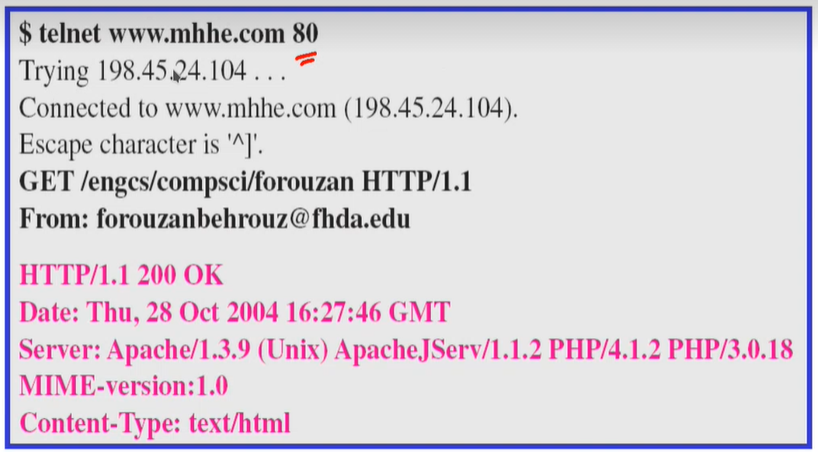 $ telnet www.mhhe.com 80
Trying 198.45.24.104 . . .
Connected to www.mhhe.com (198.45.24.104).
Escape character is '^]'.
GET /engcs/compsci/forouzan HTTP/1.1
From: forouzanbehrouz@fhda.edu
HTTP/1.1 200 OK
Date: Thu, 28 Oct 2004 16:27:46 GMT
Server: Apache/1.3.9 (Unix) ApacheJServ/1.1.2 PHP/4.1.2 PHP/3.0.18
MIME-version:1.0
Content-Type: text/html